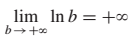 lim ln b = +∞
b→+∞